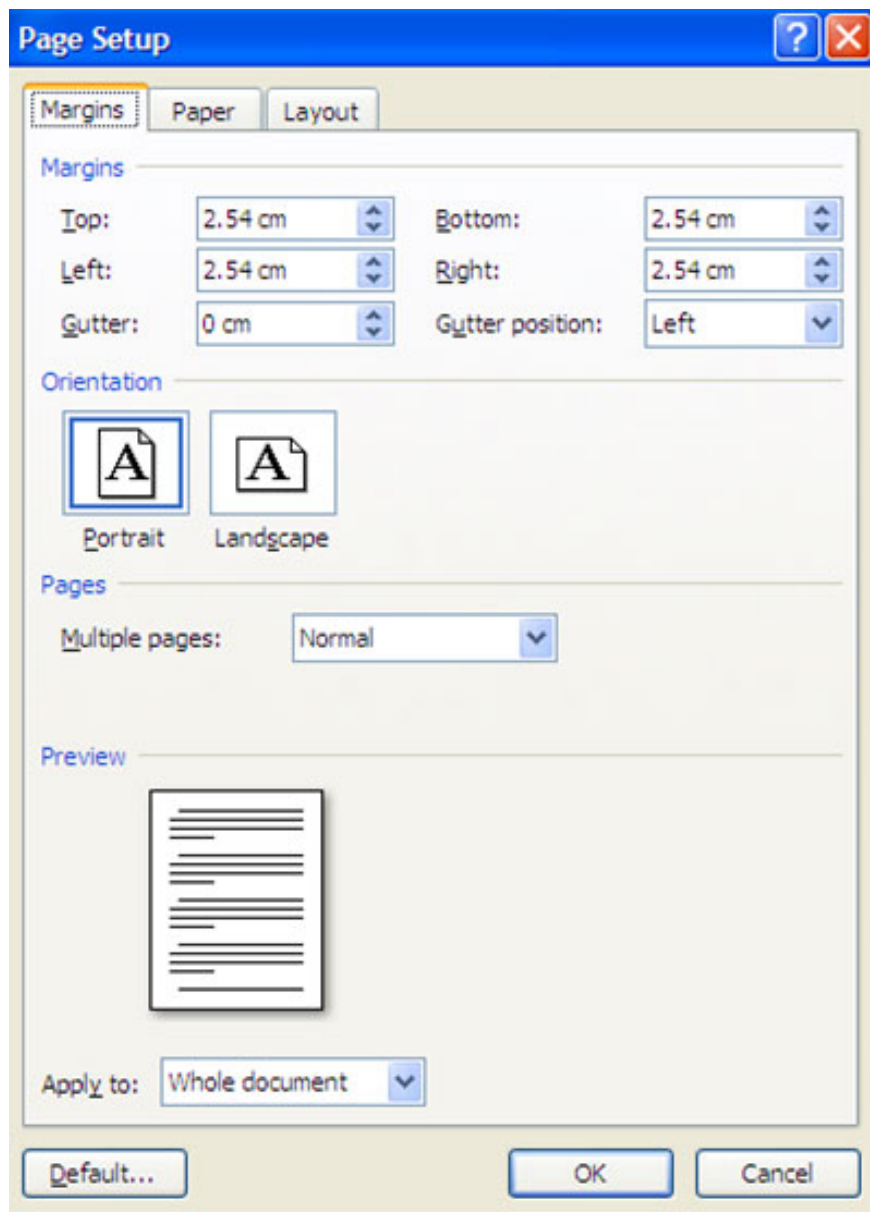 Page Setup
Margins Paper Layout
Margins
Top: 2.54 cm Bottom: 2.54 cm
Left: 2.54 cm Right: 2.54 cm
Gutter: 0 cm Gutter position: Left
Orientation
A A
Portrait Landscape
Pages
Multiple pages: Normal
Preview
Apply to: Whole document
Default... OK Cancel